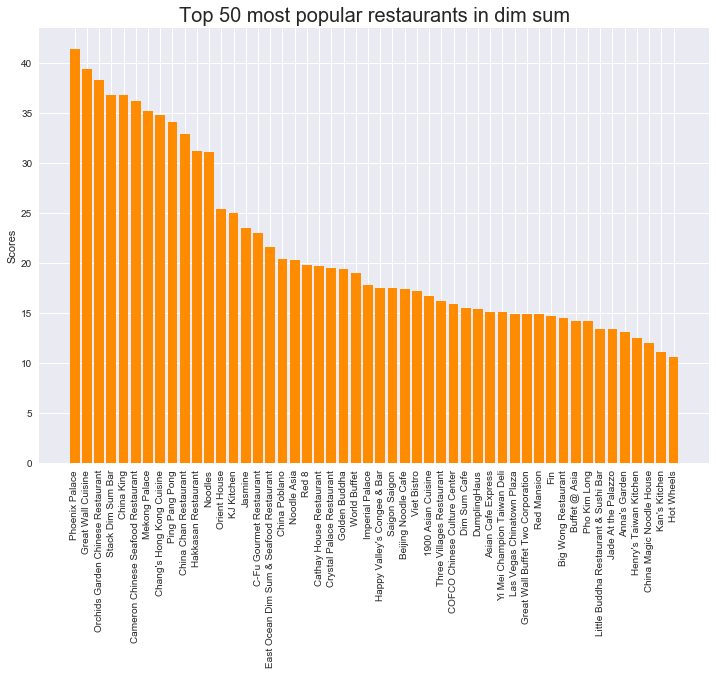 Top 50 most popular restaurants in dim sum
40
35
30
25
20
15
10
5
0
Scores
Phoenix Palace
Great Wall Cuisine
Orchids Garden Chinese Restaurant
Stack Dim Sum Bar
China King
Cameron Chinese Seafood Restaurant
Mekong Palace
Chang's Hong Kong Cuisine
Ping Pang Pong
China Chan Restaurant
Hakkasan Restaurant
Noodles
Orient House
KJ Kitchen
Jasmine
C-Fu Gourmet Restaurant
East Ocean Dim Sum & Seafood Restaurant
China Poblano
Noodle Asia
Red 8
Cathay House Restaurant
Crystal Palace Restaurant
Golden Buddha
World Buffet
Imperial Palace
Happy Valley's Congee & Bar
Saigon Saigon
Beijing Noodle Cafe
Viet Bistro
1900 Asian Cuisine
Three Villages Restaurant
COFCO Chinese Culture Center
Dim Sum Cafe
DumplingHaus
Asian Cafe Express
Yi Mei Champion Taiwan Deli
Las Vegas Chinatown Plaza
Great Wall Buffet Two Corporation
Red Mansion
Fin
Big Wong Restaurant
Buffet @ Asia
Pho Kim Long
Little Buddha Restaurant & Sushi Bar
Jade At the Palazzo
Anna's Garden
Henry's Taiwan Kitchen
China Magic Noodle House
Kan's Kitchen
Hot Wheels